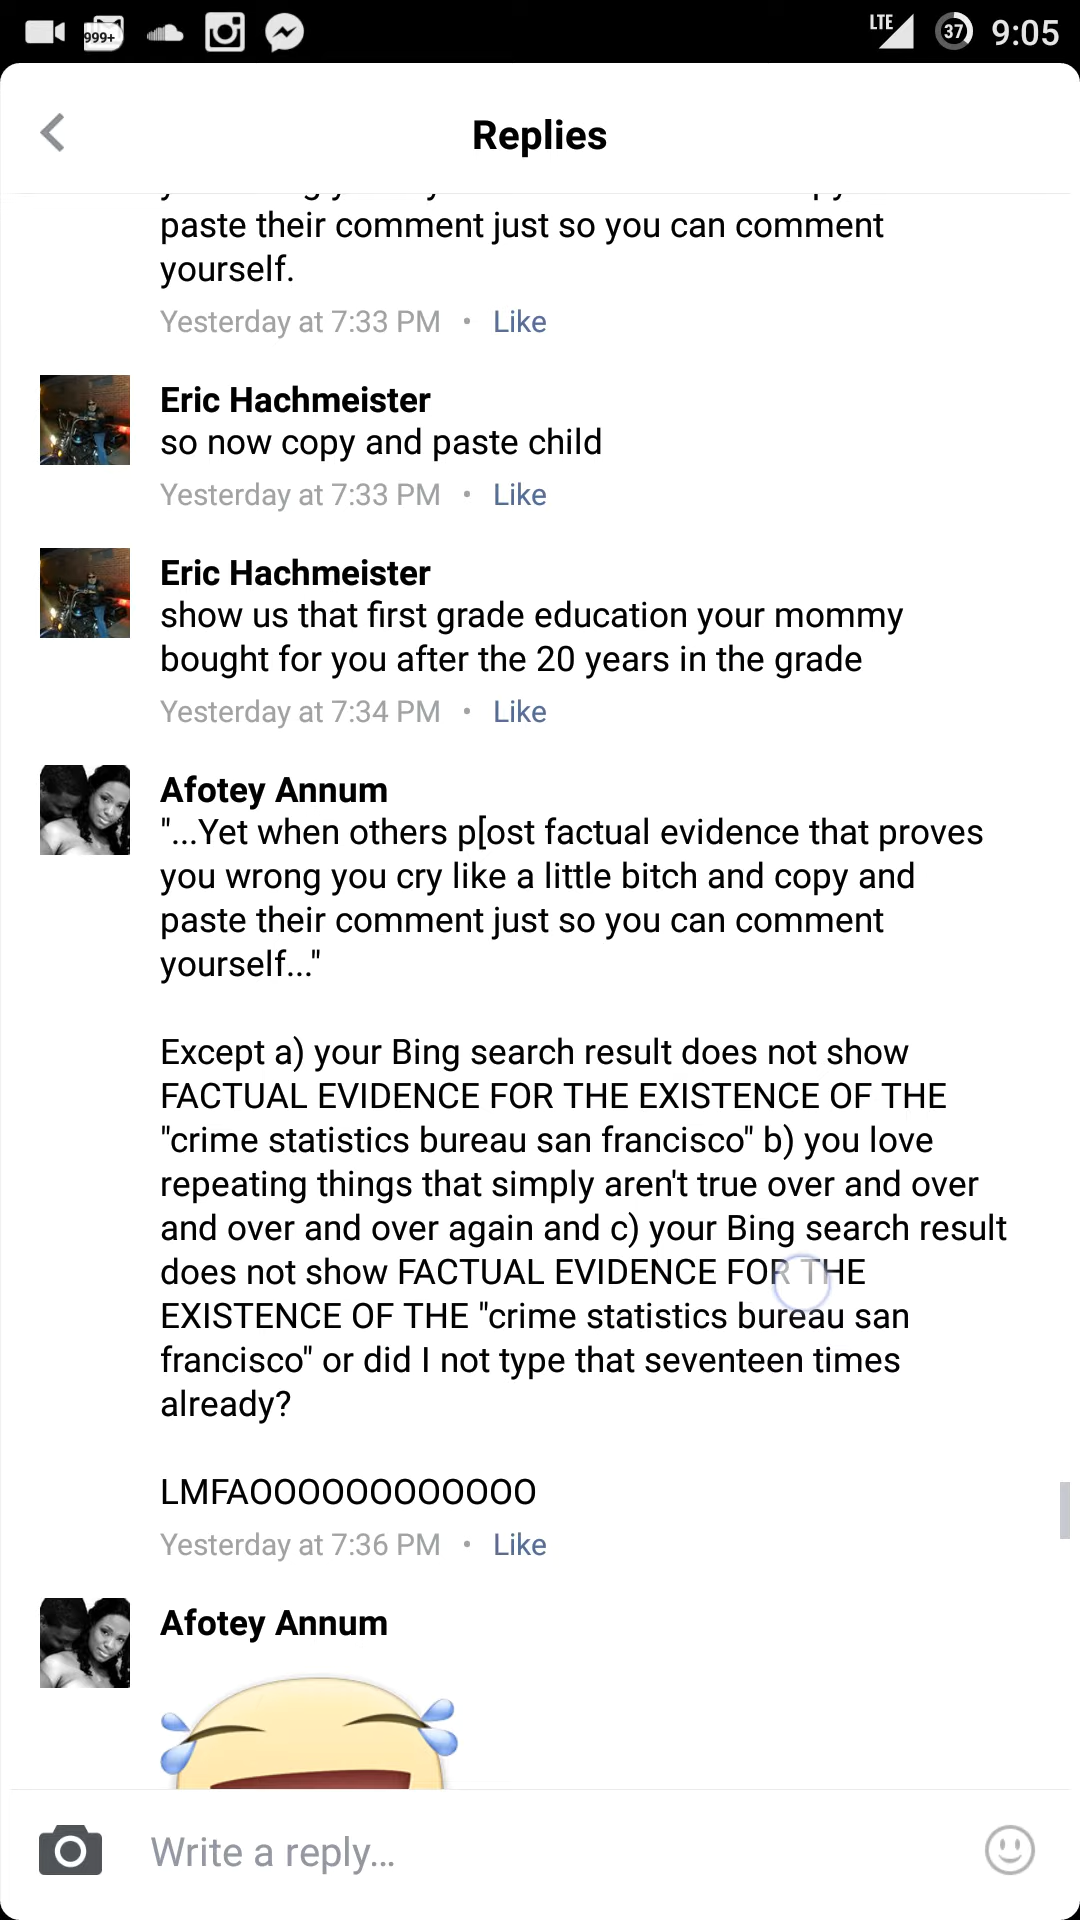 999+
LTE
37
9:05
Replies
paste their comment just so you can comment
yourself.
Yesterday at 7:33 PM • Like
Eric Hachmeister
so now copy and paste child
Yesterday at 7:33 PM • Like
Eric Hachmeister
show us that first grade education your mommy
bought for you after the 20 years in the grade
Yesterday at 7:34 PM • Like
Afotey Annum
"...Yet when others p[ost factual evidence that proves
you wrong you cry like a little bitch and copy and
paste their comment just so you can comment
yourself..."
Except a) your Bing search result does not show
FACTUAL EVIDENCE FOR THE EXISTENCE OF THE
"crime statistics bureau san francisco" b) you love
repeating things that simply aren't true over and over
and over and over again and c) your Bing search result
does not show FACTUAL EVIDENCE FOR THE
EXISTENCE OF THE "crime statistics bureau san
francisco" or did I not type that seventeen times
already?
LMFAOOOOOOOOOOOO
Yesterday at 7:36 PM • Like
Afotey Annum
Write a reply...